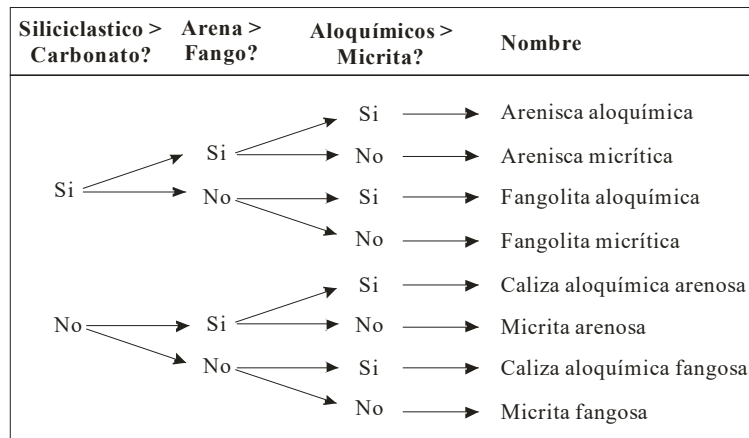 Siliciclastico > Arena > Aloquímicos > Nombre
Carbonato? Fango? Micrita?
Si Arenisca aloquímica
Si No Arenisca micrítica
Si No Si Fangolita aloquímica
No Fangolita micrítica
Si Caliza aloquímica arenosa
No Si No Micrita arenosa
No Si Caliza aloquímica fangosa
No Micrita fangosa